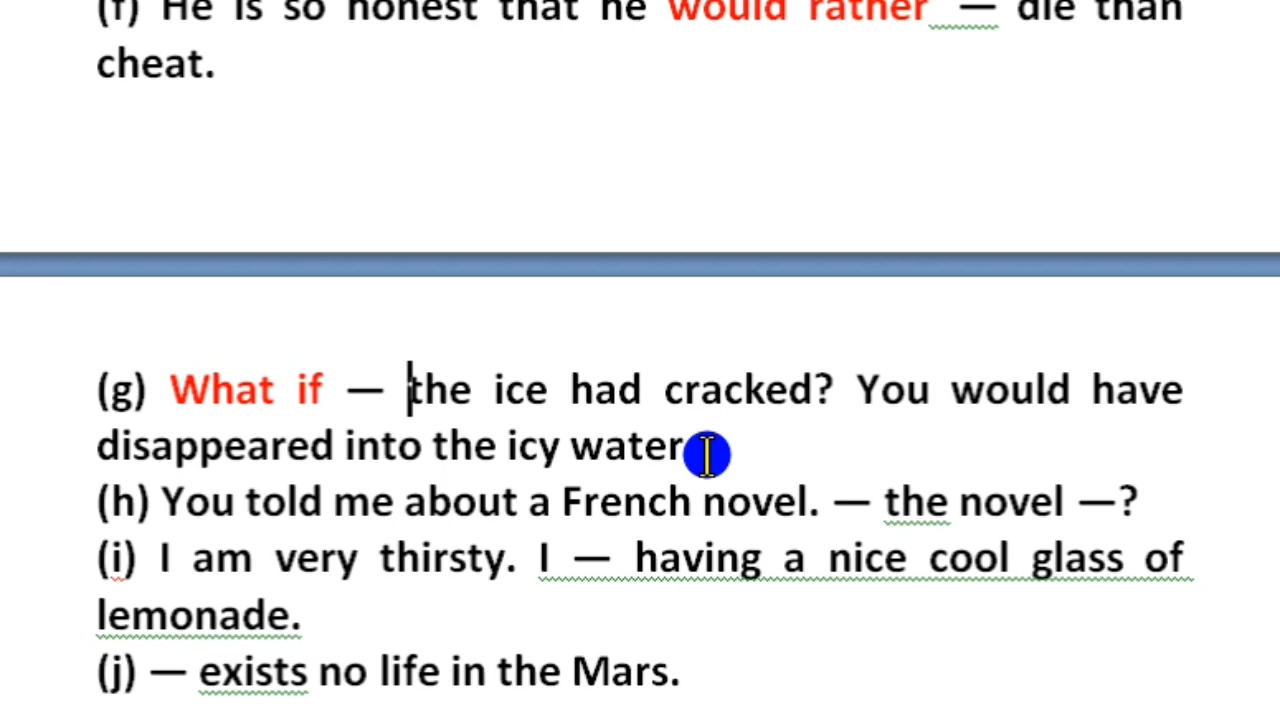 (f) He is so honest that he would rather — die than
cheat.
(g) What if — the ice had cracked? You would have
disappeared into the icy water
(h) You told me about a French novel. — the novel —?
(i) I am very thirsty. I — having a nice cool glass of
lemonade.
(j) — exists no life in the Mars.